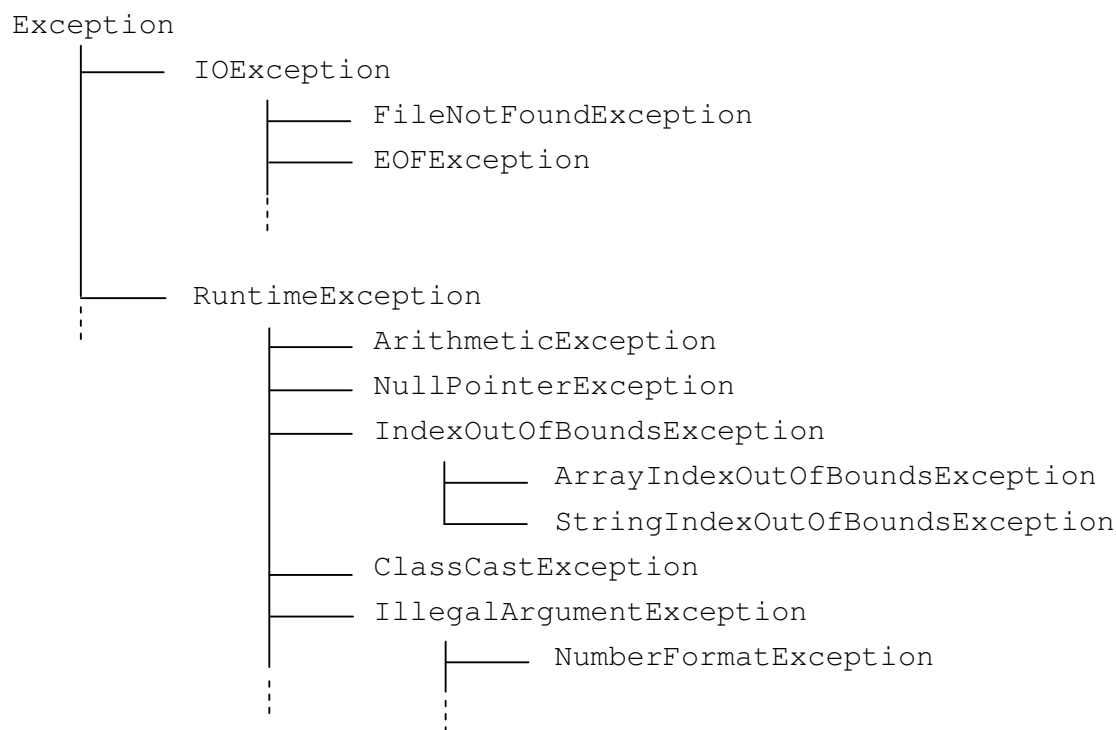 Exception
IOException
FileNotFoundException
EOFException
RuntimeException
ArithmeticException
NullPointerException
IndexOutOfBoundsException
ArrayIndexOutOfBoundsException
StringIndexOutOfBoundsException
ClassCastException
IllegalArgumentException
NumberFormatException